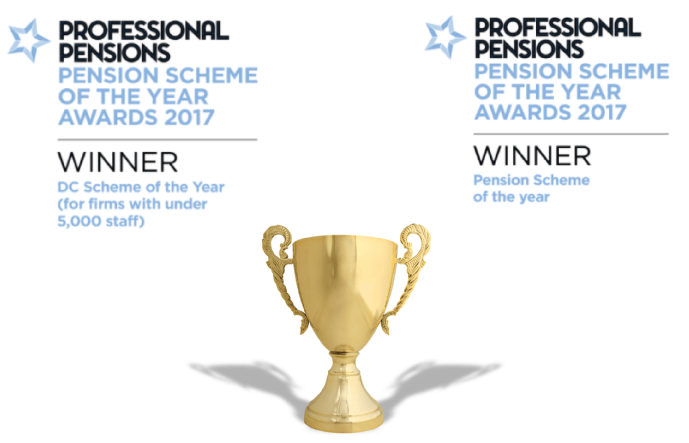 PROFESSIONAL
PENSIONS
PENSION SCHEME
OF THE YEAR
AWARDS 2017
WINNER
DC Scheme of the Year
(for firms with under
5,000 staff)
PROFESSIONAL
PENSIONS
PENSION SCHEME
OF THE YEAR
AWARDS 2017
WINNER
Pension Scheme
of the year